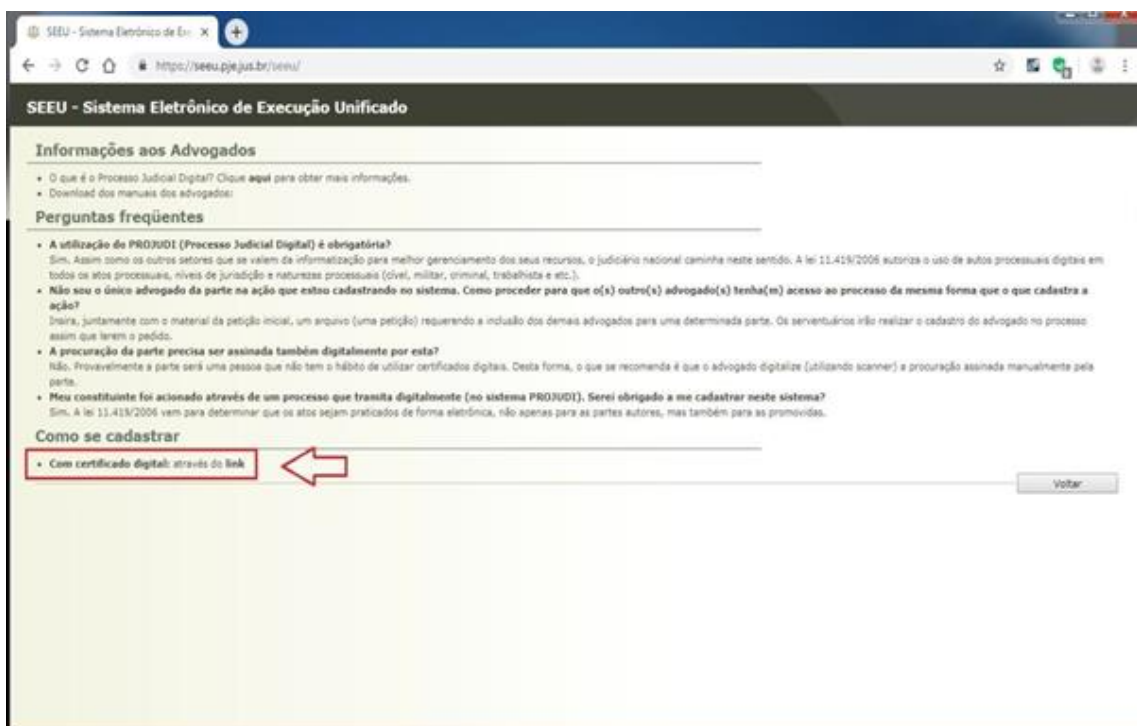 SEEU - Sistema Eletrônico de Ex
https://seeu.pje.jus.br/seeu/
SEEU - Sistema Eletrônico de Execução Unificado
Informações aos Advogados
• O que é o Processo Judicial Digital? Clique aqui para obter mais informações.
• Download dos manuais dos advogados:
Perguntas freqüentes
• A utilização do PROJUDI (Processo Judicial Digital) é obrigatória?
Sim. Assim como os outros setores que se valem da informatização para melhor gerenciamento dos seus recursos, o judiciário nacional caminha neste sentido. A lei 11.419/2006 autoriza o uso de autos processuais digitais em
todos os atos processuais, níveis de jurisdição e naturezas processuais (cível, militar, criminal, trabalhista e etc.).
• Não sou o único advogado da parte na ação que estou cadastrando no sistema. Como proceder para que o(s) outro(s) advogado(s) tenha(m) acesso ao processo da mesma forma que o que cadastra a
ação?
Insira, juntamente com o material da petição inicial, um arquivo (uma petição) requerendo a inclusão dos demais advogados para uma determinada parte. Os serventuários irão realizar o cadastro do advogado no processo
assim que lerem o pedido.
• A procuração da parte precisa ser assinada também digitalmente por esta?
Não. Provavelmente a parte será uma pessoa que não tem o hábito de utilizar certificados digitais. Desta forma, o que se recomenda é que o advogado digitalize (utilizando scanner) a procuração assinada manualmente pela
parte.
• Meu constituinte foi acionado através de um processo que tramita digitalmente (no sistema PROJUDI). Serei obrigado a me cadastrar neste sistema?
Sim. A lei 11.419/2006 vem para determinar que os atos sejam praticados de forma eletrônica, não apenas para as partes autores, mas também para as promovidas.
Como se cadastrar
• Com certificado digital: através do link
Voltar